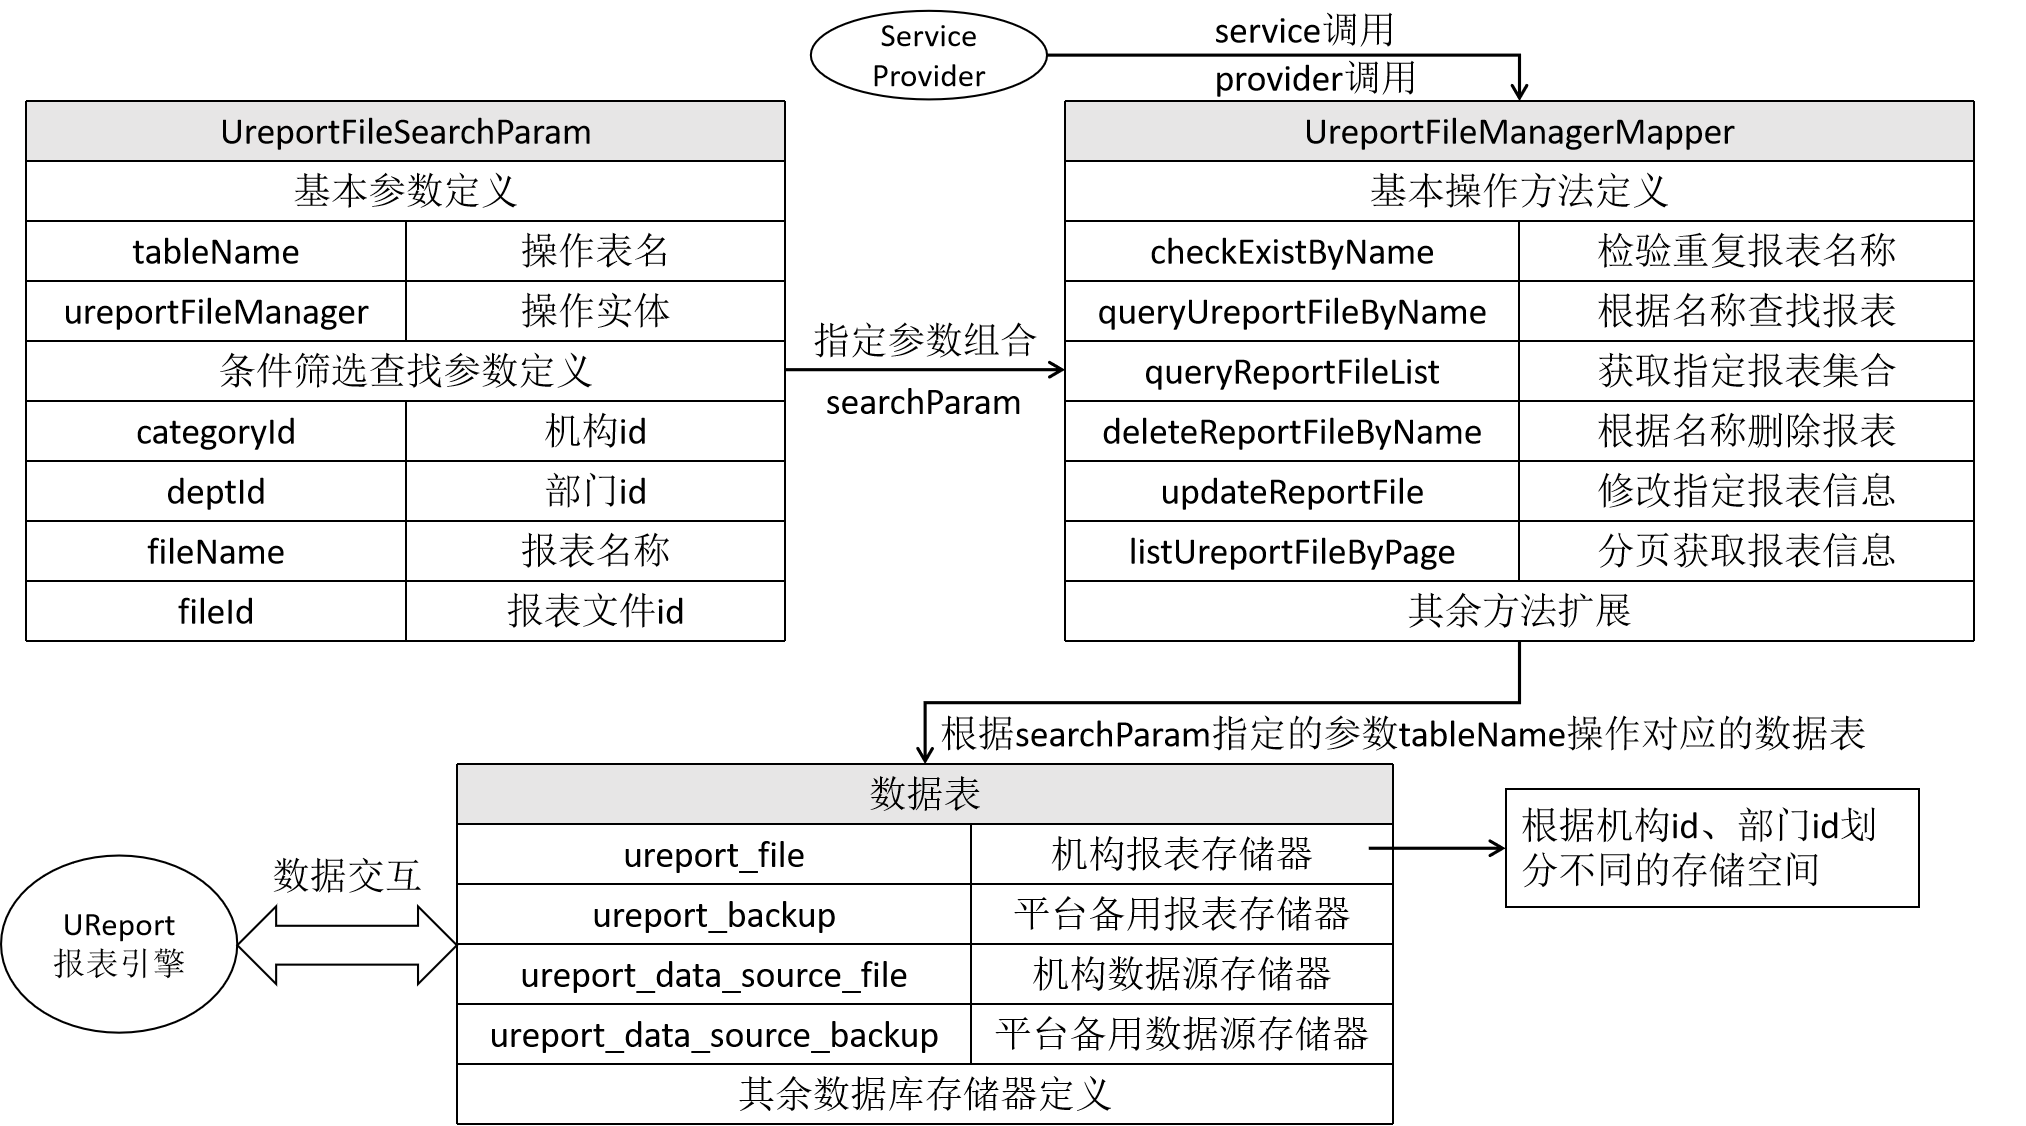 Service
Provider
service调用
provider调用
UreportFileSearchParam
基本参数定义
tableName 操作表名
ureportFileManager 操作实体
条件筛选查找参数定义
categoryId 机构id
deptId 部门id
fileName 报表名称
fileId 报表文件id
指定参数组合
searchParam
UreportFileManagerMapper
基本操作方法定义
checkExistByName 检验重复报表名称
queryUreportFileByName 根据名称查找报表
queryReportFileList 获取指定报表集合
deleteReportFileByName 根据名称删除报表
updateReportFile 修改指定报表信息
listUreportFileByPage 分页获取报表信息
其余方法扩展
根据searchParam指定的参数tableName操作对应的数据表
数据表
ureport_file 机构报表存储器
ureport_backup 平台备用报表存储器
ureport_data_source_file 机构数据源存储器
ureport_data_source_backup 平台备用数据源存储器
其余数据库存储器定义
根据机构id、部门id划
分不同的存储空间
数据交互
UReport
报表引擎